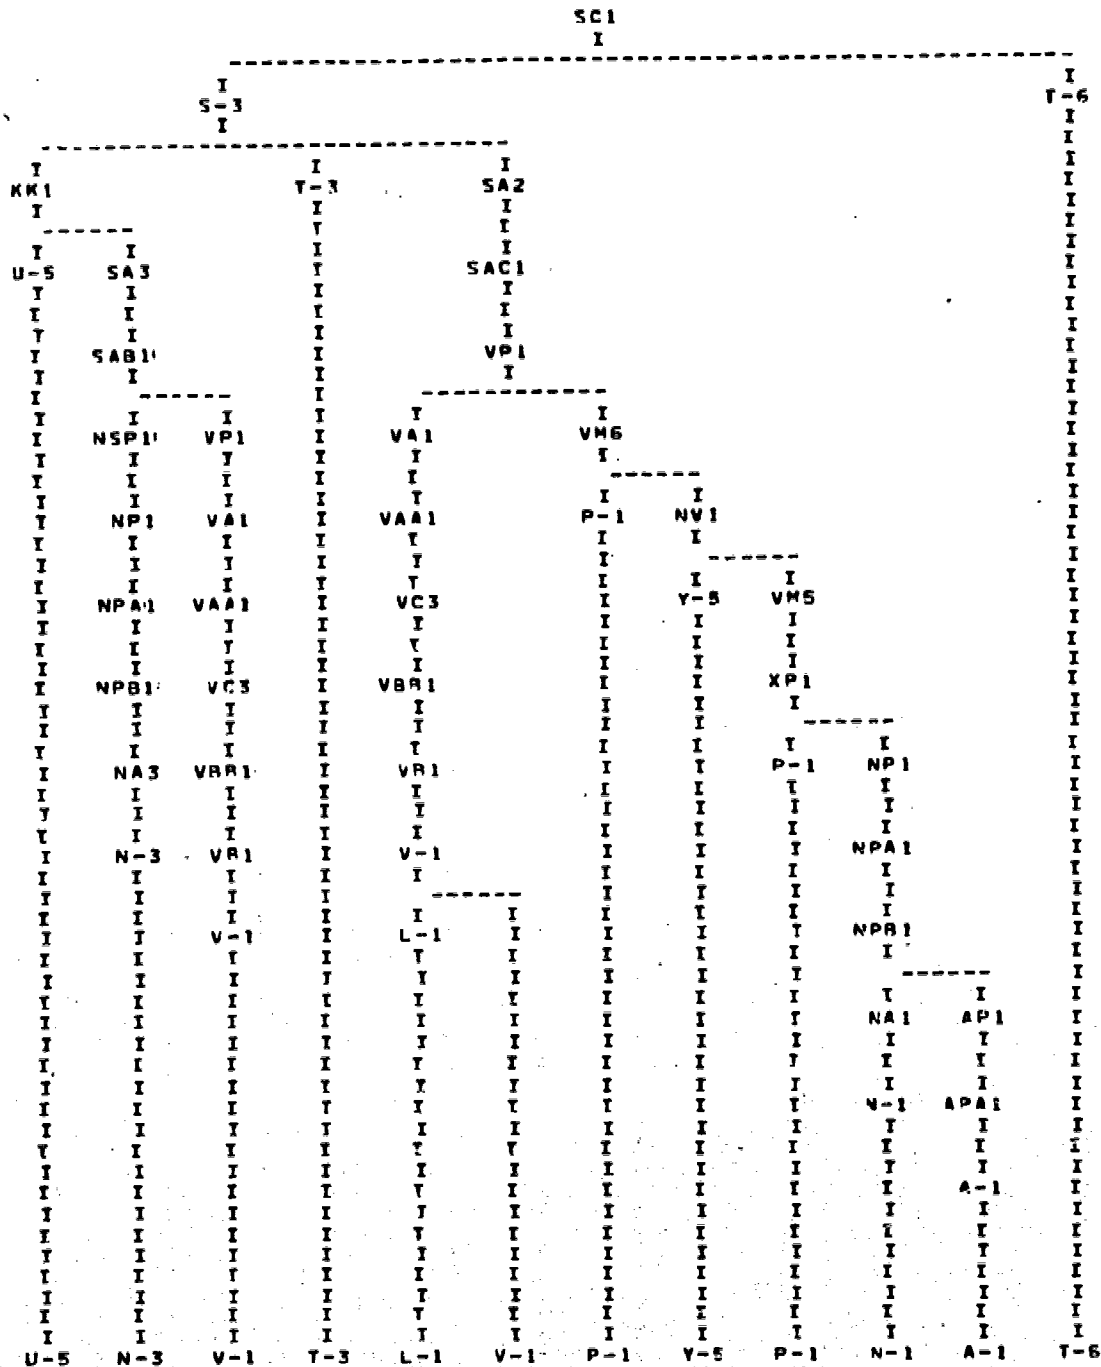 SC1
S-3 T-6
KK1 T-3 SA2
U-5 SA3 SAC1
SAB1 VP1
NSP1 VP1 VA1 VM6
NP1 VA1 VAA1 P-1 NV1
NPA1 VAA1 VC3 Y-5 VM5
NPB1 VC3 VBB1 XP1
NA3 VBB1 VB1 P-1 NP1
N-3 VB1 V-1 NPA1
V-1 L-1 NPB1
NA1 AP1
N-1 APA1
A-1
U-5 N-3 V-1 T-3 L-1 V-1 P-1 Y-5 P-1 N-1 A-1 T-6